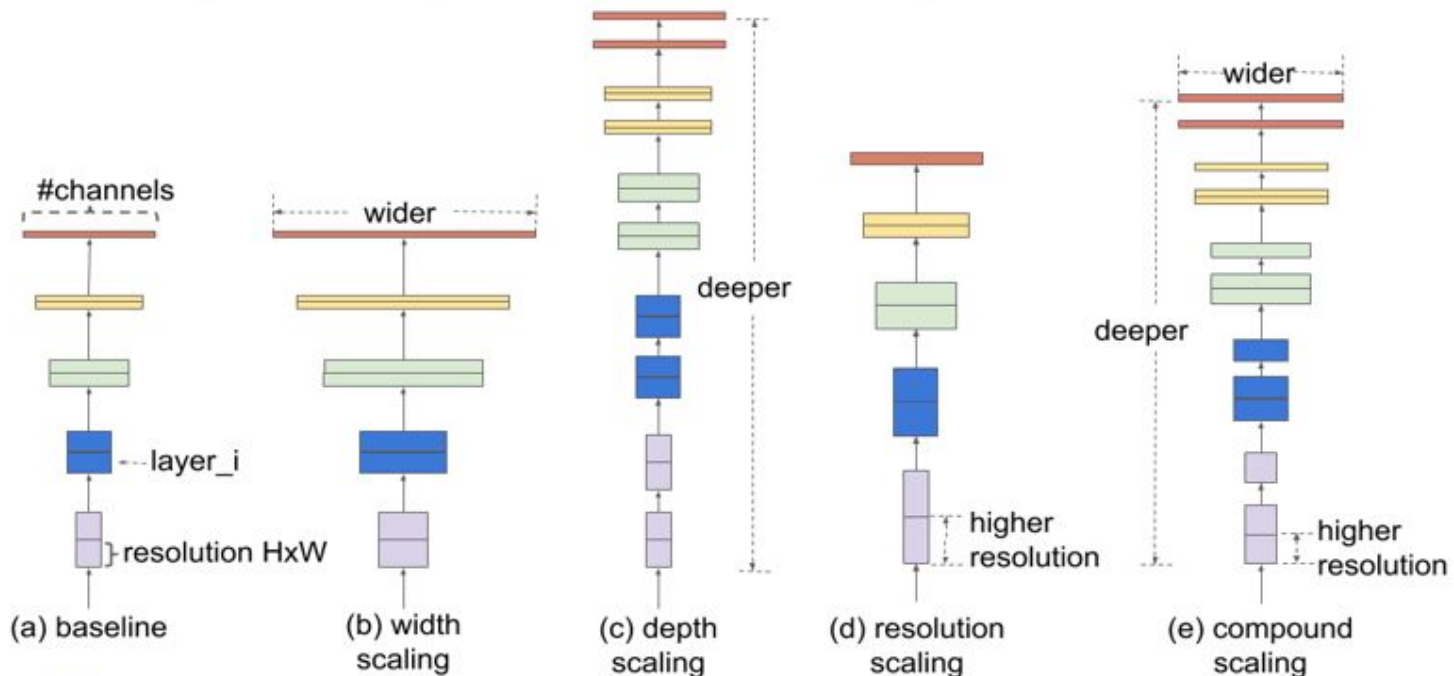 #channels
layer_i
resolution HxW
(a) baseline
wider
(b) width
scaling
deeper
(c) depth
scaling
higher
resolution
(d) resolution
scaling
wider
deeper
higher
resolution
(e) compound
scaling